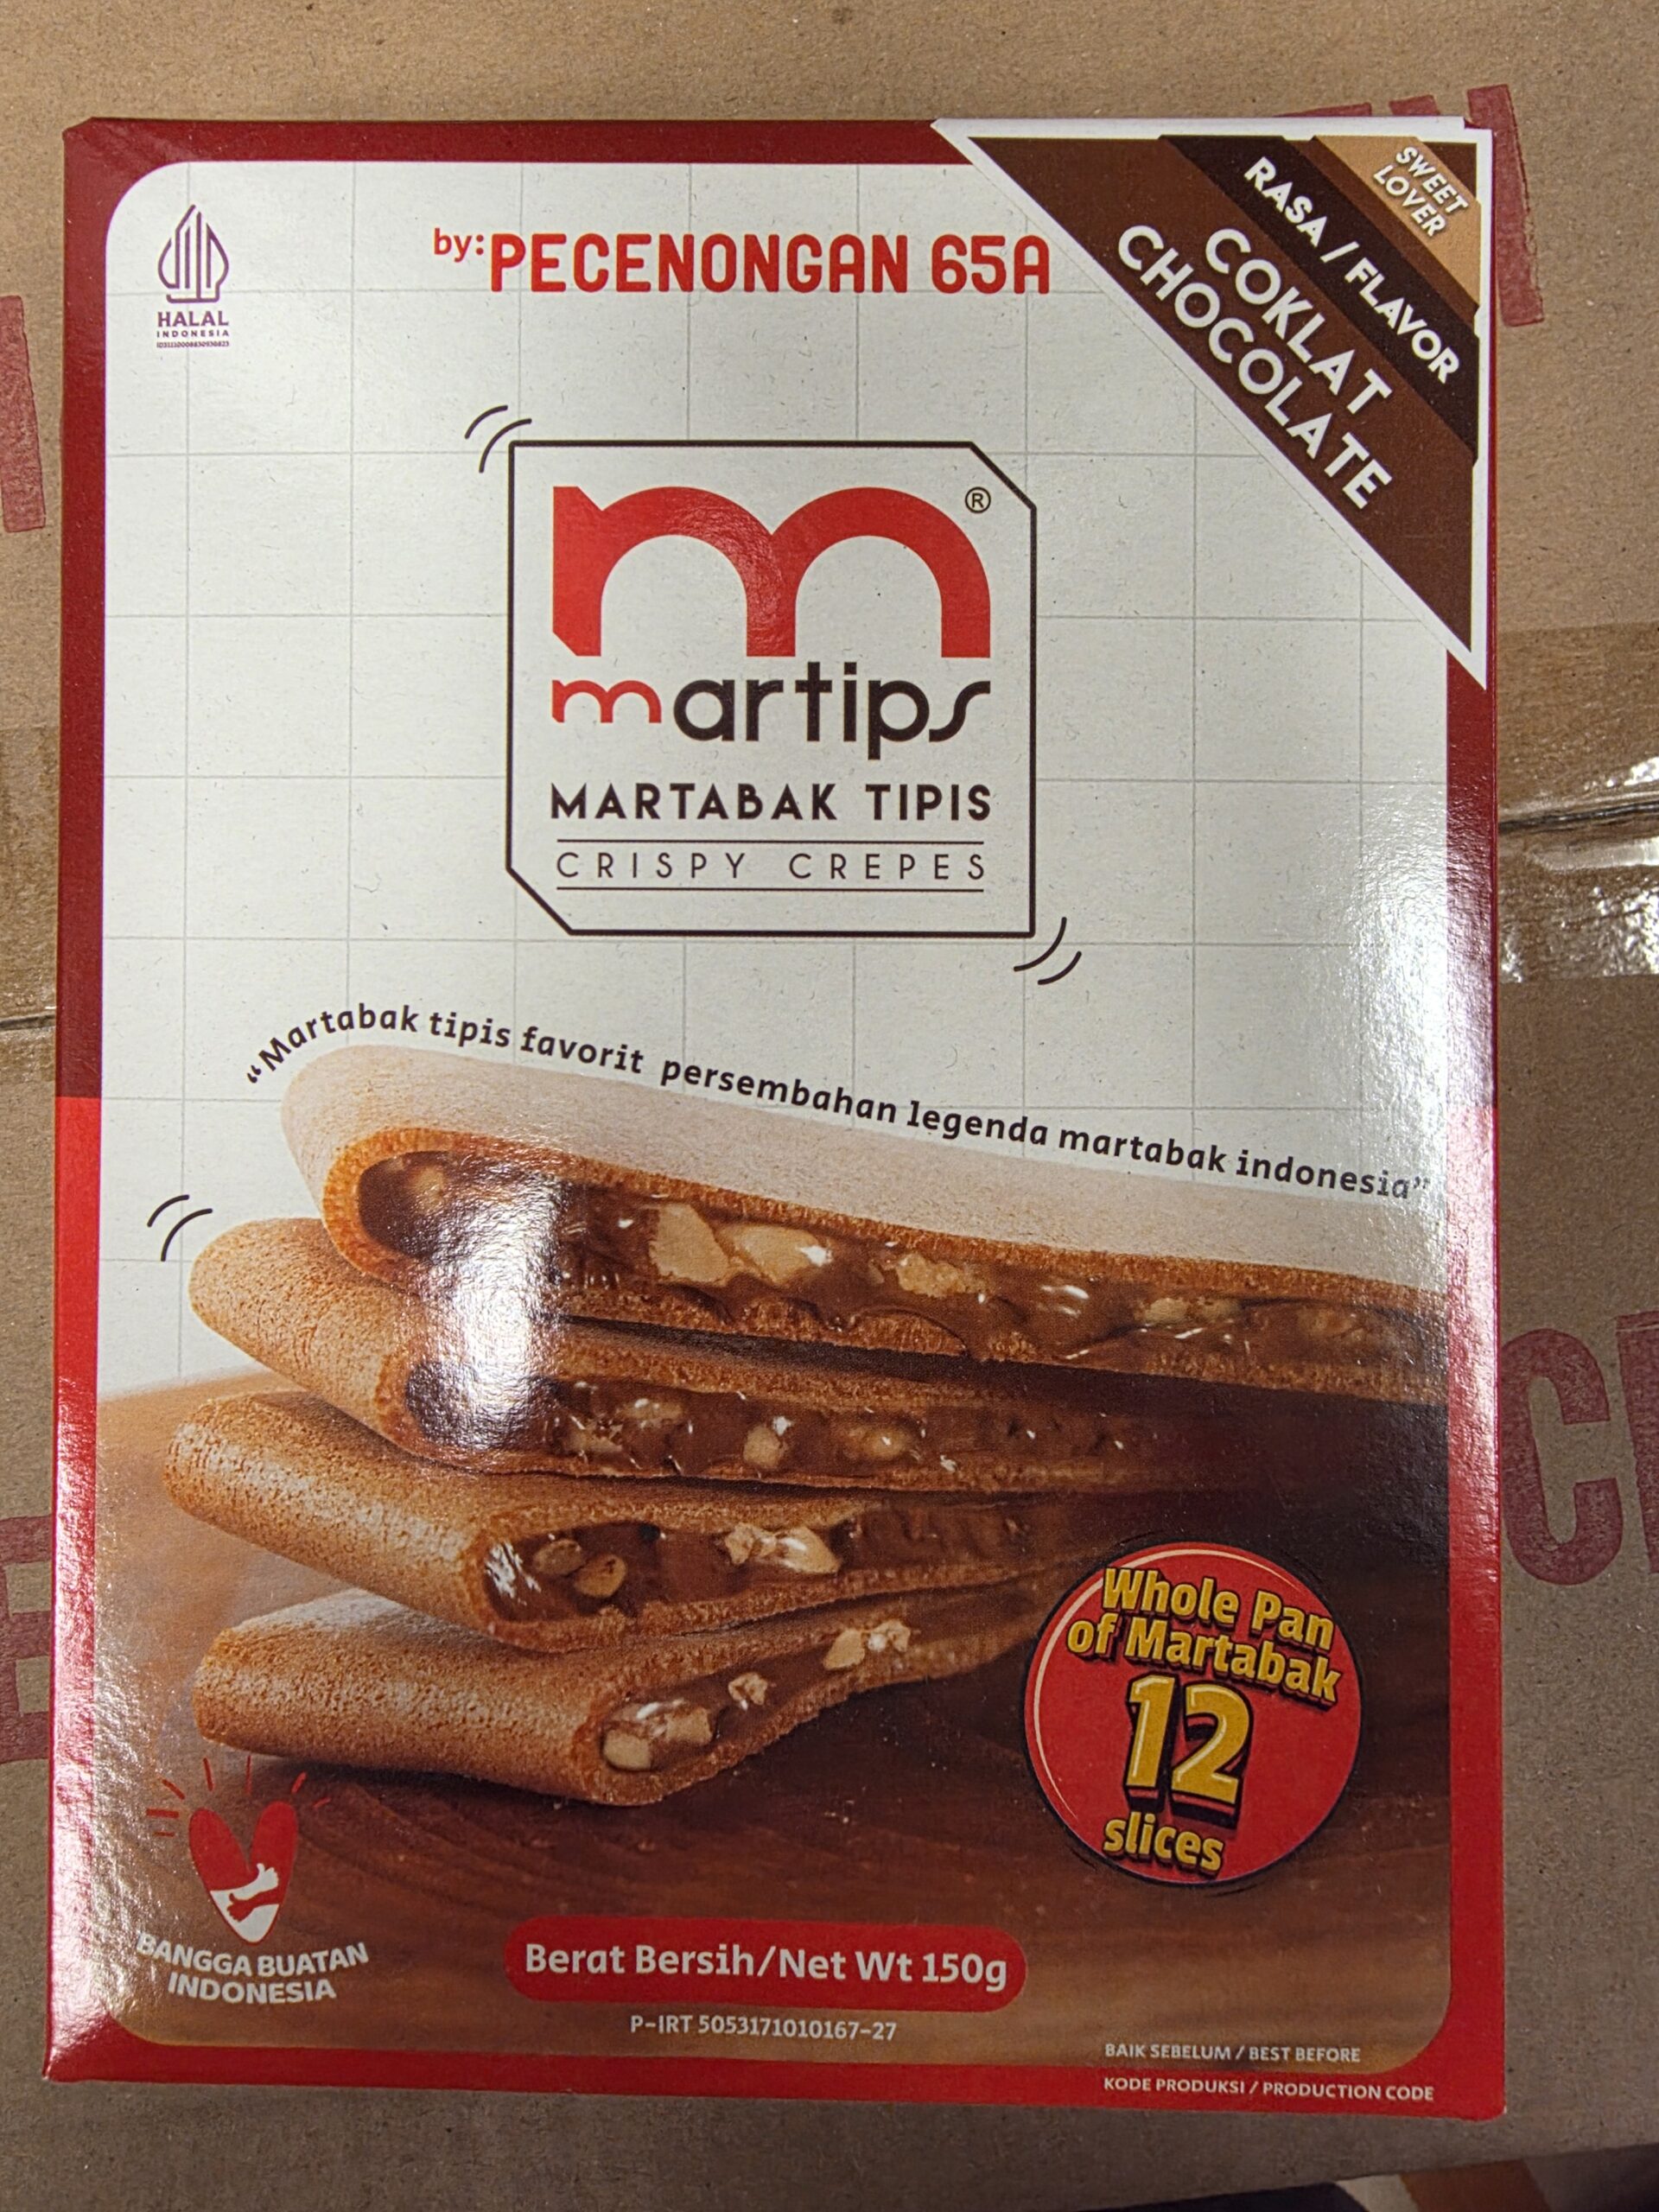 SWEET
LOVER
RASA / FLAVOR
COKLAT
CHOCOLATE
HALAL
INDONESIA
by: PECENONGAN 65A
m ®
martips
MARTABAK TIPIS
CRISPY CREPES
“Martabak tipis favorit persembahan legenda martabak indonesia”
Whole Pan
of Martabak
12
slices
BANGGA BUATAN
INDONESIA
Berat Bersih/Net Wt 150g
P-IRT 5053171010167-27
BAIK SEBELUM / BEST BEFORE
KODE PRODUKSI / PRODUCTION CODE